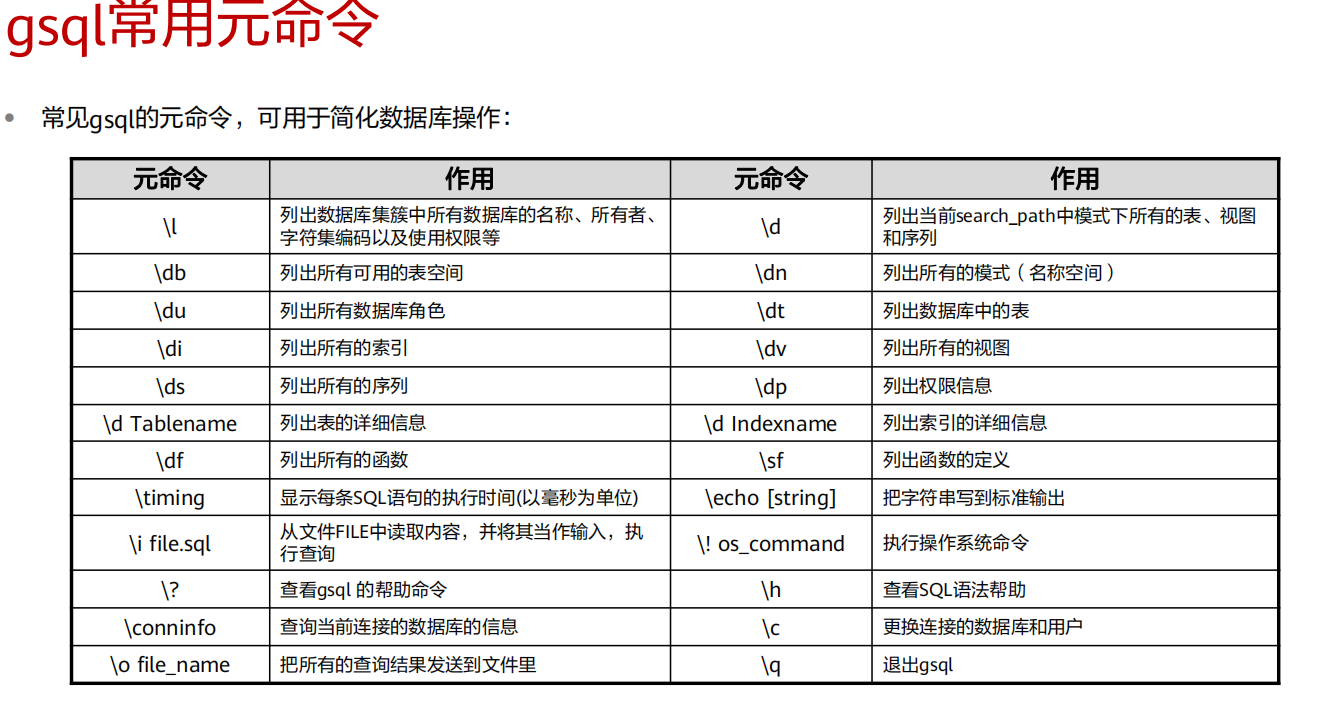 gsql常用元命令
• 常见gsql的元命令，可用于简化数据库操作：
元命令 作用 元命令 作用
\l 列出数据库集簇中所有数据库的名称、所有者、
字符集编码以及使用权限等
\d 列出当前search_path中模式下所有的表、视图
和序列
\db 列出所有可用的表空间 \dn 列出所有的模式（名称空间）
\du 列出所有数据库角色 \dt 列出数据库中的表
\di 列出所有的索引 \dv 列出所有的视图
\ds 列出所有的序列 \dp 列出权限信息
\d Tablename 列出表的详细信息 \d Indexname 列出索引的详细信息
\df 列出所有的函数 \sf 列出函数的定义
\timing 显示每条SQL语句的执行时间(以毫秒为单位) \echo [string] 把字符串写到标准输出
\i file.sql 从文件FILE中读取内容，并将其当作输入，执
行查询
\! os_command 执行操作系统命令
\? 查看gsql 的帮助命令 \h 查看SQL语法帮助
\conninfo 查询当前连接的数据库的信息 \c 更换连接的数据库和用户
\o file_name 把所有的查询结果发送到文件里 \q 退出gsql